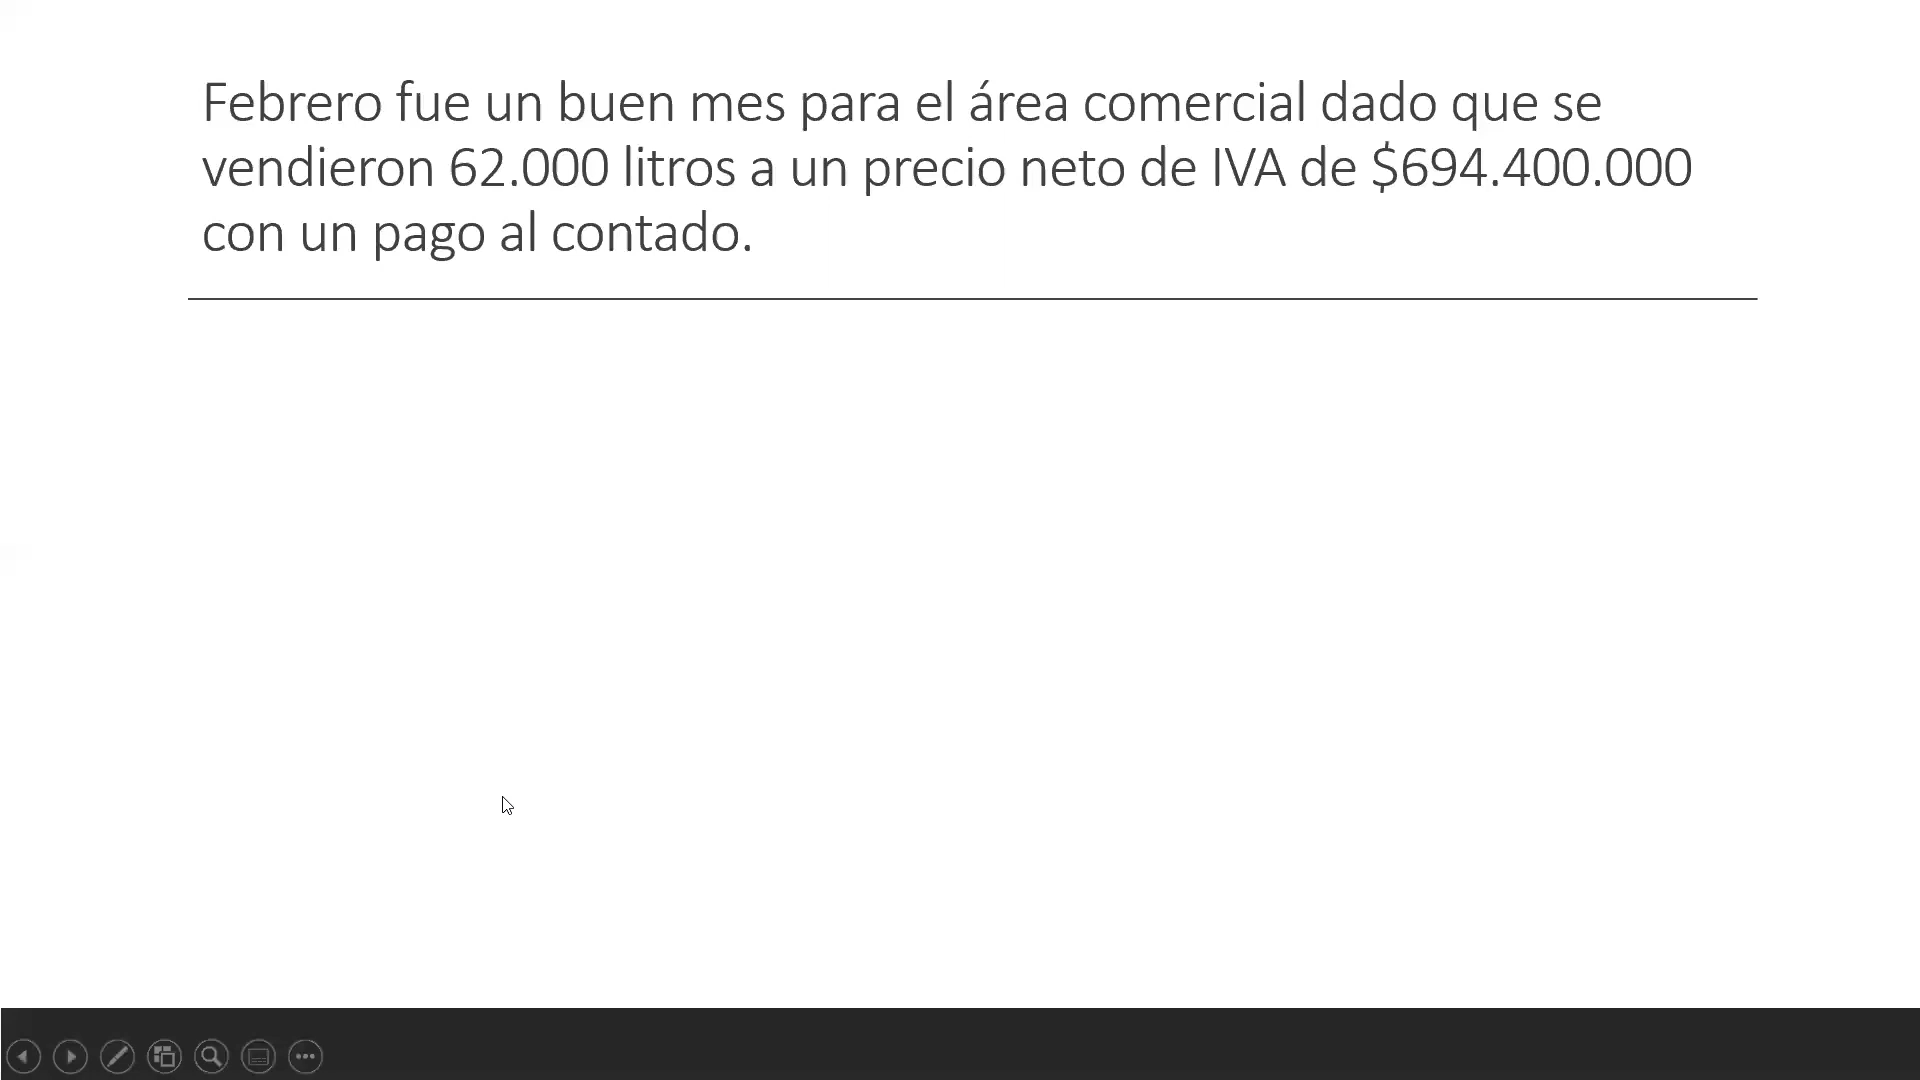 Febrero fue un buen mes para el área comercial dado que se
vendieron 62.000 litros a un precio neto de IVA de $694.400.000
con un pago al contado.